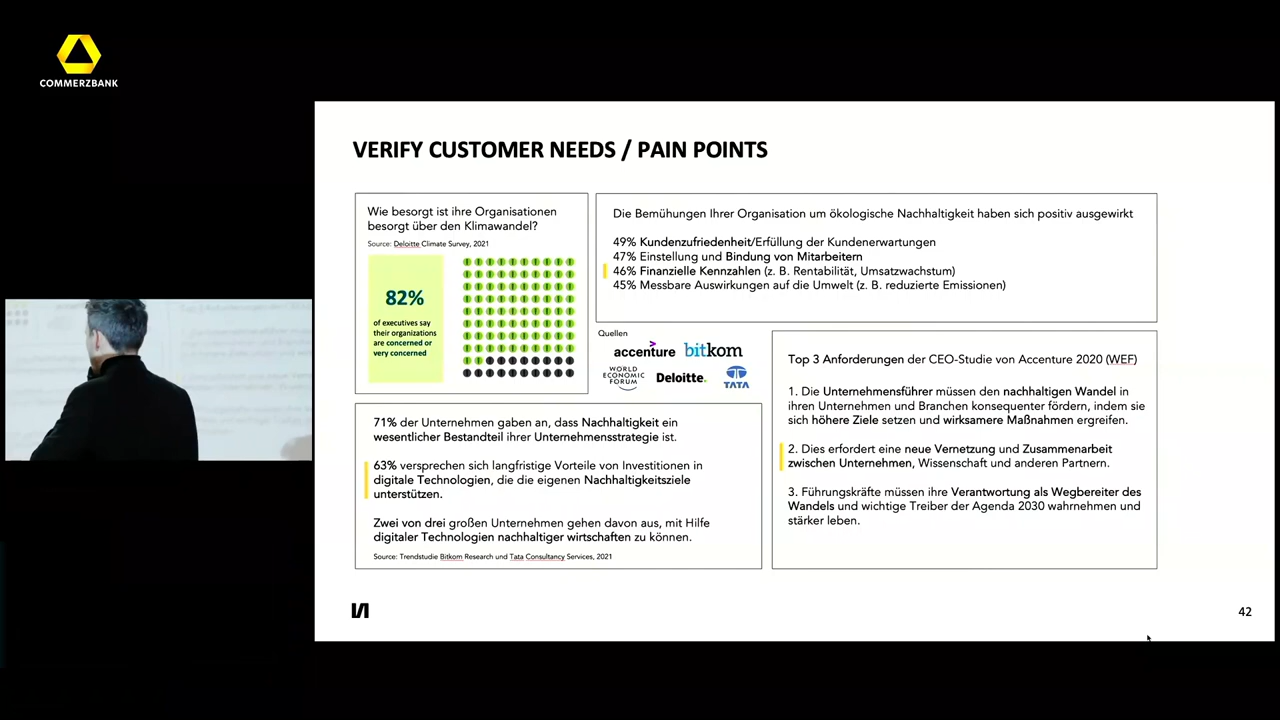 COMMERZBANK
VERIFY CUSTOMER NEEDS / PAIN POINTS
Wie besorgt ist ihre Organisationen
besorgt über den Klimawandel?
Source: Deloitte Climate Survey, 2021
82%
of executives say
their organizations
are concerned or
very concerned
Die Bemühungen Ihrer Organisation um ökologische Nachhaltigkeit haben sich positiv ausgewirkt
49% Kundenzufriedenheit/Erfüllung der Kundenerwartungen
47% Einstellung und Bindung von Mitarbeitern
46% Finanzielle Kennzahlen (z. B. Rentabilität, Umsatzwachstum)
45% Messbare Auswirkungen auf die Umwelt (z. B. reduzierte Emissionen)
Quellen
accenture bitkom
WORLD
ECONOMIC
FORUM
Deloitte.
TATA
71% der Unternehmen gaben an, dass Nachhaltigkeit ein
wesentlicher Bestandteil ihrer Unternehmensstrategie ist.
63% versprechen sich langfristige Vorteile von Investitionen in
digitale Technologien, die die eigenen Nachhaltigkeitsziele
unterstützen.
Zwei von drei großen Unternehmen gehen davon aus, mit Hilfe
digitaler Technologien nachhaltiger wirtschaften zu können.
Source: Trendstudie Bitkom Research und Tata Consultancy Services, 2021
Top 3 Anforderungen der CEO-Studie von Accenture 2020 (WEF)
1. Die Unternehmensführer müssen den nachhaltigen Wandel in
ihren Unternehmen und Branchen konsequenter fördern, indem sie
sich höhere Ziele setzen und wirksamere Maßnahmen ergreifen.
2. Dies erfordert eine neue Vernetzung und Zusammenarbeit
zwischen Unternehmen, Wissenschaft und anderen Partnern.
3. Führungskräfte müssen ihre Verantwortung als Wegbereiter des
Wandels und wichtige Treiber der Agenda 2030 wahrnehmen und
stärker leben.
42